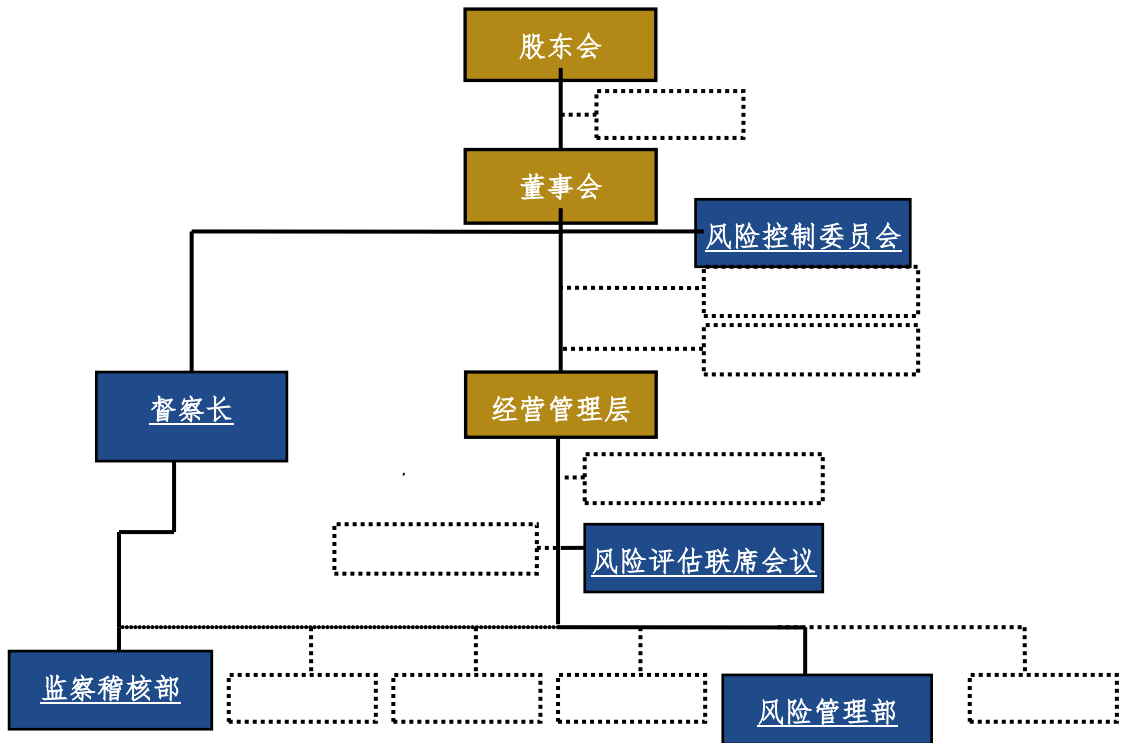 股东会
董事会
风险控制委员会
督察长
经营管理层
风险评估联席会议
监察稽核部
风险管理部